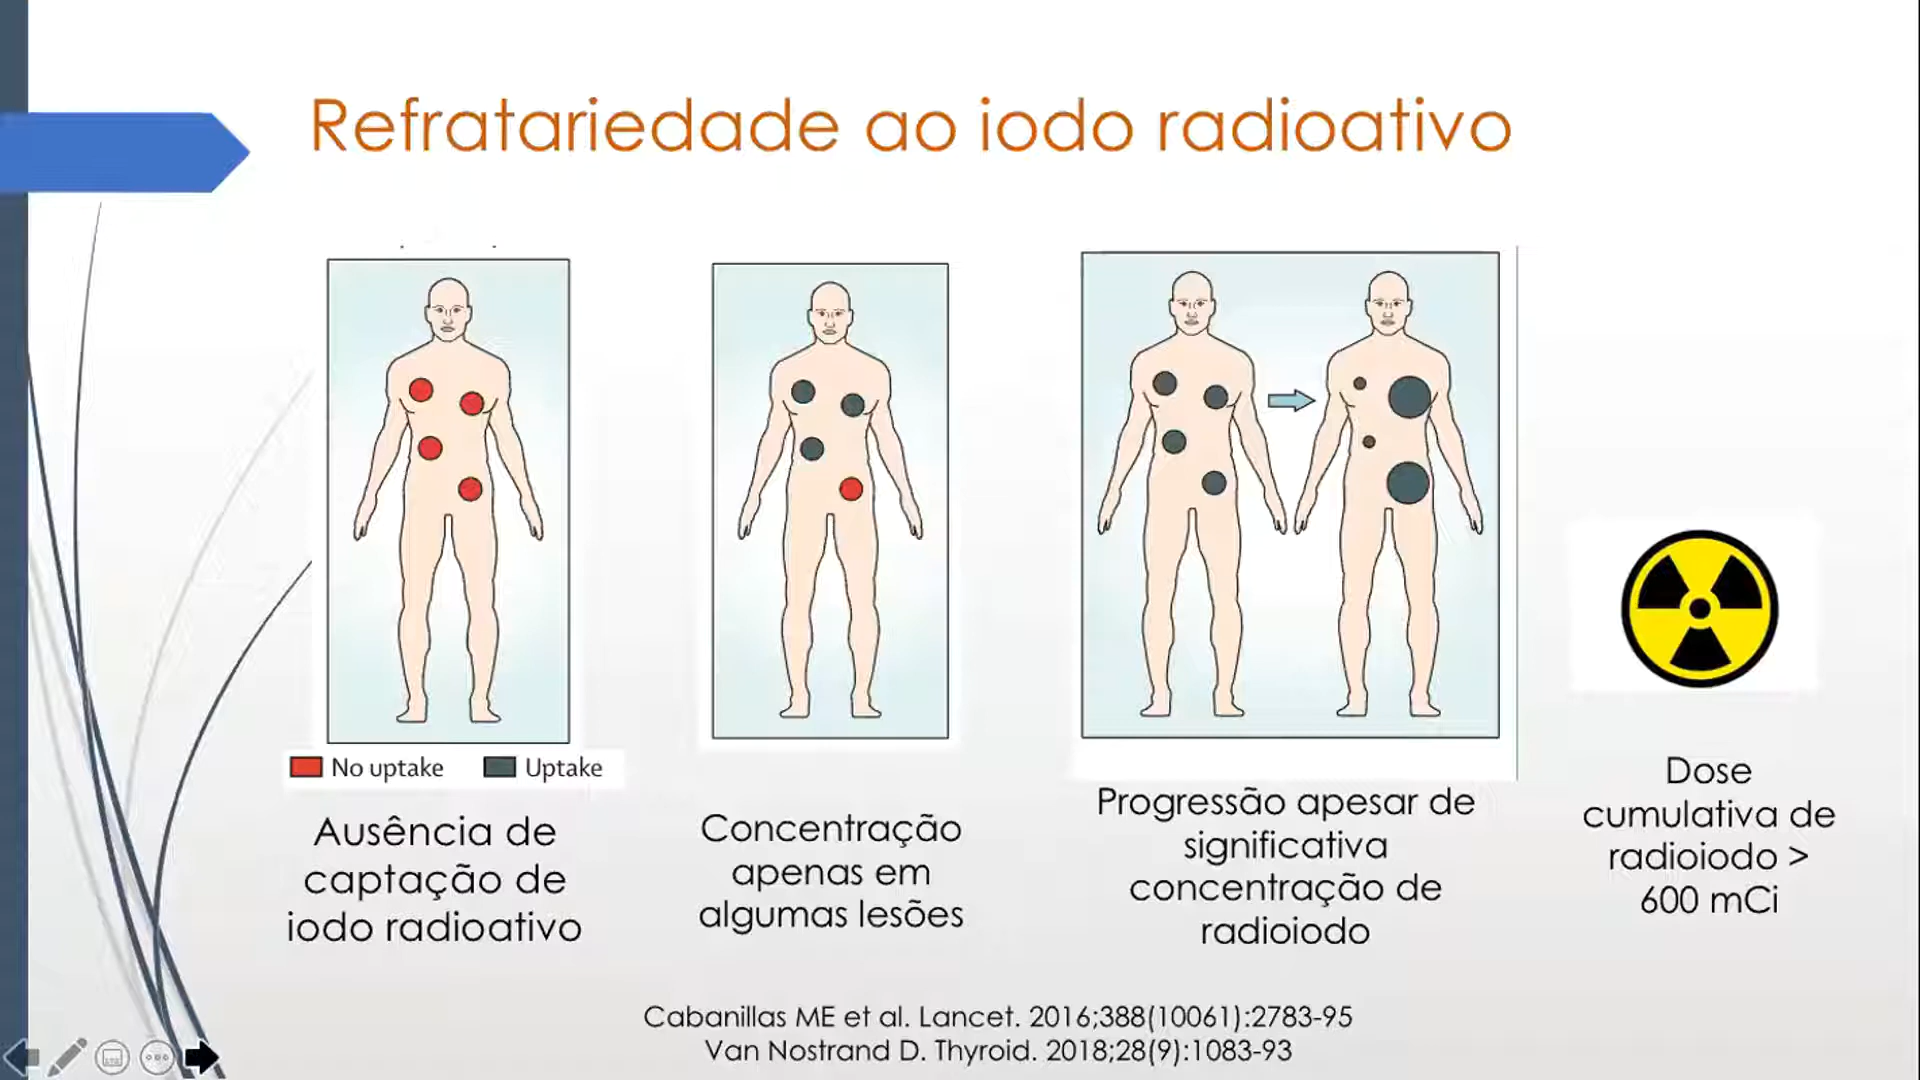 Refratariedade ao iodo radioativo
No uptake
Uptake
Ausência de
captação de
iodo radioativo
Concentração
apenas em
algumas lesões
Progressão apesar de
significativa
concentração de
radioiodo
Dose
cumulativa de
radioiodo >
600 mCi
Cabanillas ME et al. Lancet. 2016;388(10061):2783-95
Van Nostrand D. Thyroid. 2018;28(9):1083-93